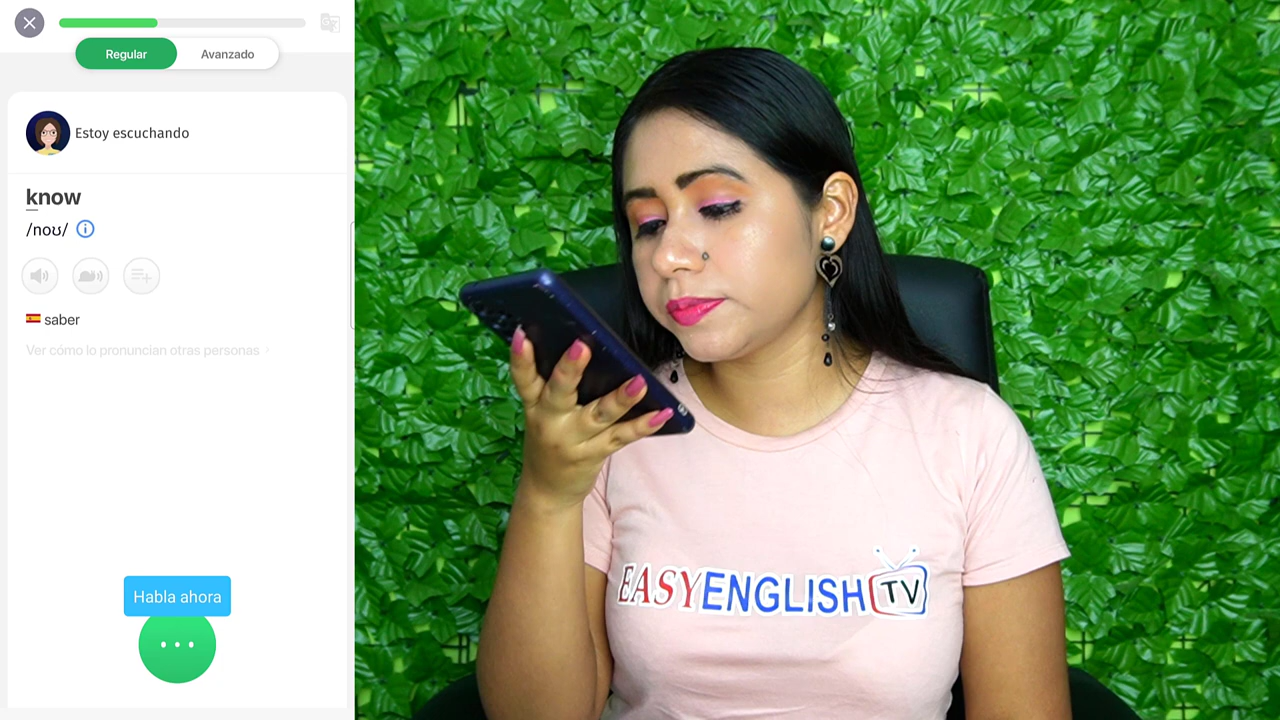 Regular
Avanzado
Estoy escuchando
know
/noʊ/
saber
Ver cómo lo pronuncian otras personas
Habla ahora
EASYENGLISH TV